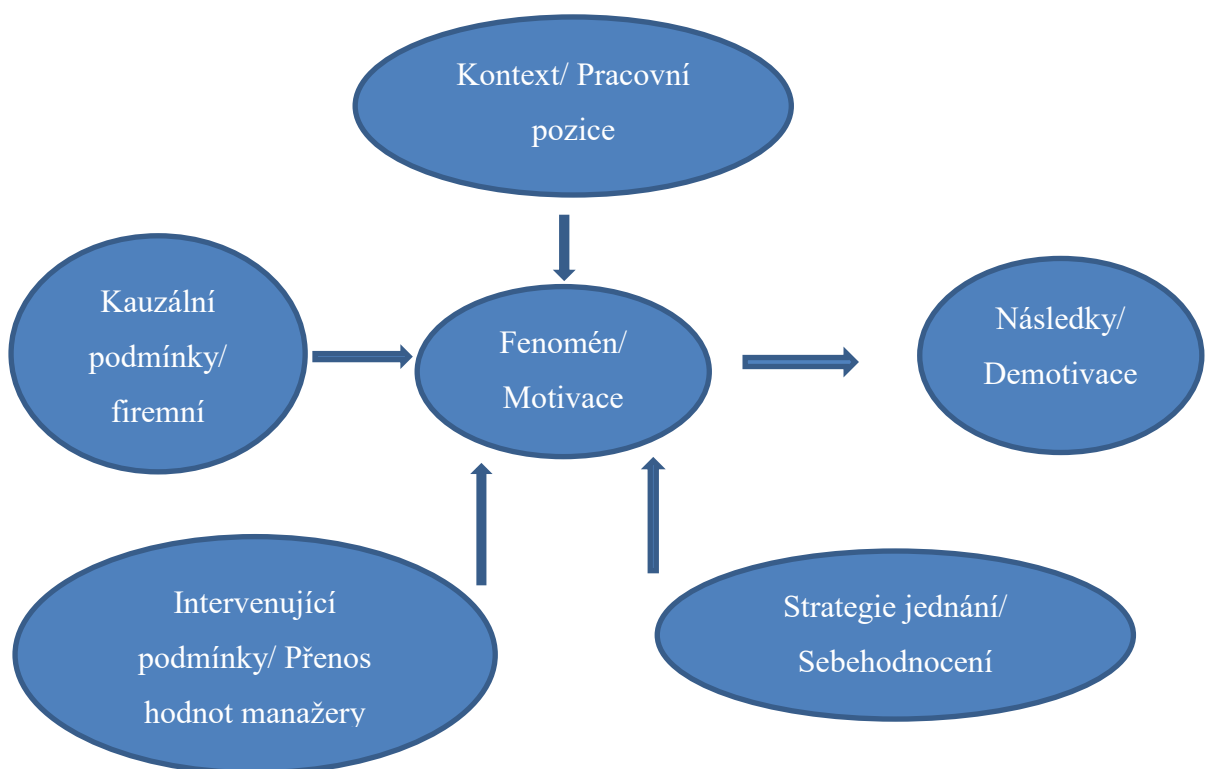 Kontext/ Pracovní
pozice
Kauzální
podmínky/
firemní
Fenomén/
Motivace
Následky/
Demotivace
Intervenující
podmínky/ Přenos
hodnot manažery
Strategie jednání/
Sebehodnocení